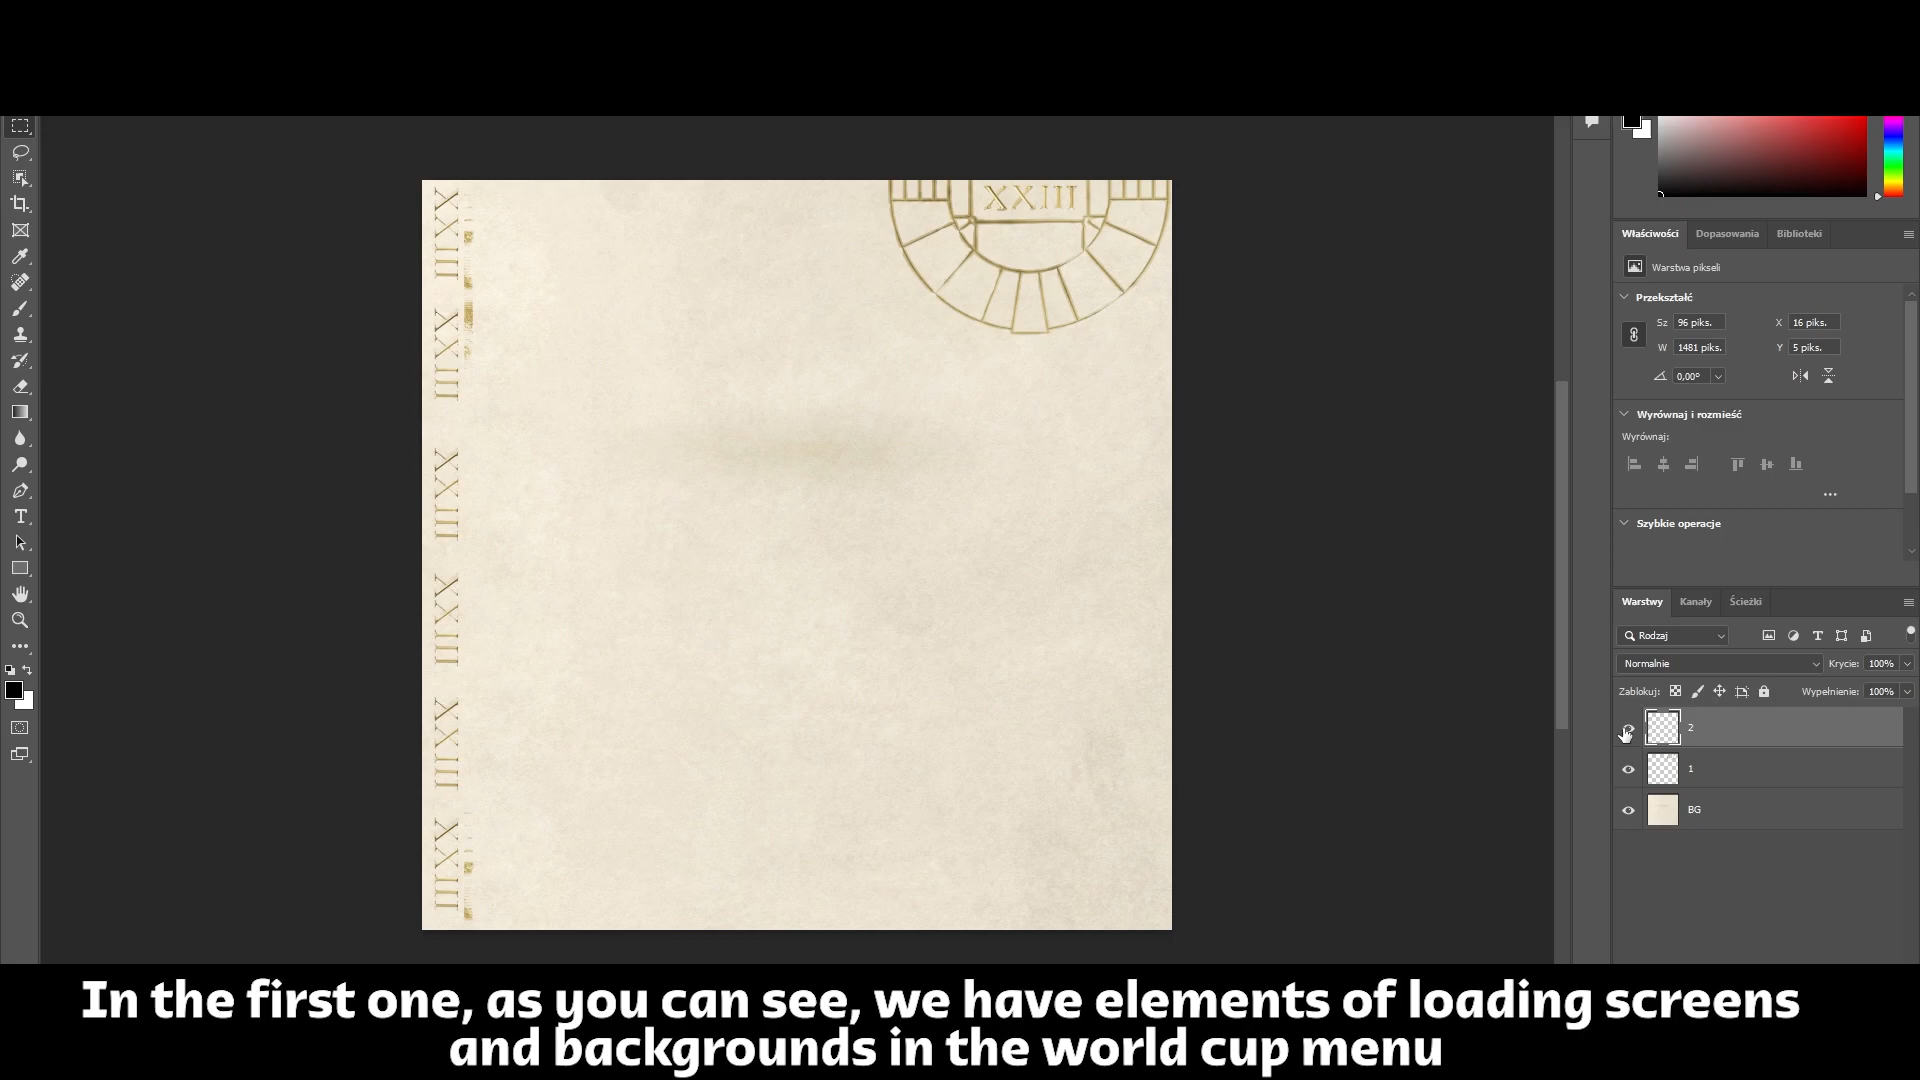 XXIII
XXIII
XXIII
XXIII
XXIII
XXIII
XXIII
Właściwości Dopasowania Biblioteki
Warstwa pikseli
Przekształć
Sz 96 piks. X 16 piks.
W 1481 piks. Y 5 piks.
0,00°
Wyrównaj i rozmieść
Wyrównaj:
Szybkie operacje
Warstwy Kanały Ścieżki
Rodzaj
Normalnie Krycie: 100%
Zablokuj: Wypełnienie: 100%
2
1
BG
In the first one, as you can see, we have elements of loading screens
and backgrounds in the world cup menu